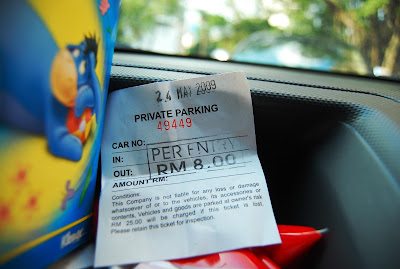 24 MAY 2009
PRIVATE PARKING
49449
CAR NO:
IN: PER ENTRY
OUT: RM 8.00
AMOUNT RM:
Conditions:
This Company is not liable for any loss or damage
whatsoever of or to the vehicles, its accessories or
contents. Vehicles and goods are parked at owner's risk
RM 25.00 will be charged if this ticket is lost.
Please retain this ticket for inspection.